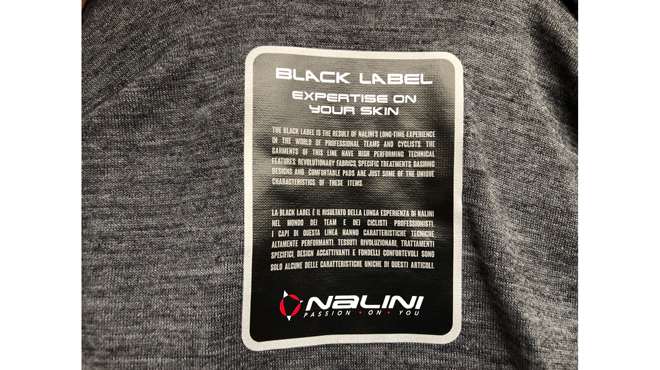 BLACK LABEL
EXPERTISE ON
YOUR SKIN
THE BLACK LABEL IS THE RESULT OF NALINI'S LONG-TIME EXPERIENCE
IN THE WORLD OF PROFESSIONAL TEAMS AND CYCLISTS. THE
GARMENTS OF THIS LINE HAVE HIGH PERFORMING TECHNICAL
FEATURES. REVOLUTIONARY FABRICS, SPECIFIC TREATMENTS, DASHING
DESIGNS AND COMFORTABLE PADS ARE JUST SOME OF THE UNIQUE
CHARACTERISTICS OF THESE ITEMS.
LA BLACK LABEL È IL RISULTATO DELLA LUNGA ESPERIENZA DI NALINI
NEL MONDO DEI TEAM E DEI CICLISTI PROFESSIONISTI.
I CAPI DI QUESTA LINEA HANNO CARATTERISTICHE TECNICHE
ALTAMENTE PERFORMANTI. TESSUTI RIVOLUZIONARI, TRATTAMENTI
SPECIFICI, DESIGN ACCATTIVANTI E FONDELLI CONFORTEVOLI SONO
SOLO ALCUNE DELLE CARATTERISTICHE UNICHE DI QUESTI ARTICOLI.
NALINI
PASSION • ON • YOU